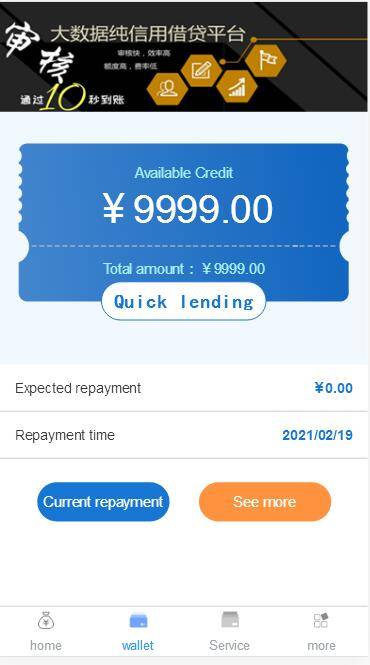 审核
大数据纯信用借贷平台
审核快,效率高
额度高,费率低
通过10秒到账
Available Credit
¥9999.00
Total amount:¥9999.00
Quick lending
Expected repayment
¥0.00
Repayment time
2021/02/19
Current repayment
See more
home
wallet
Service
more